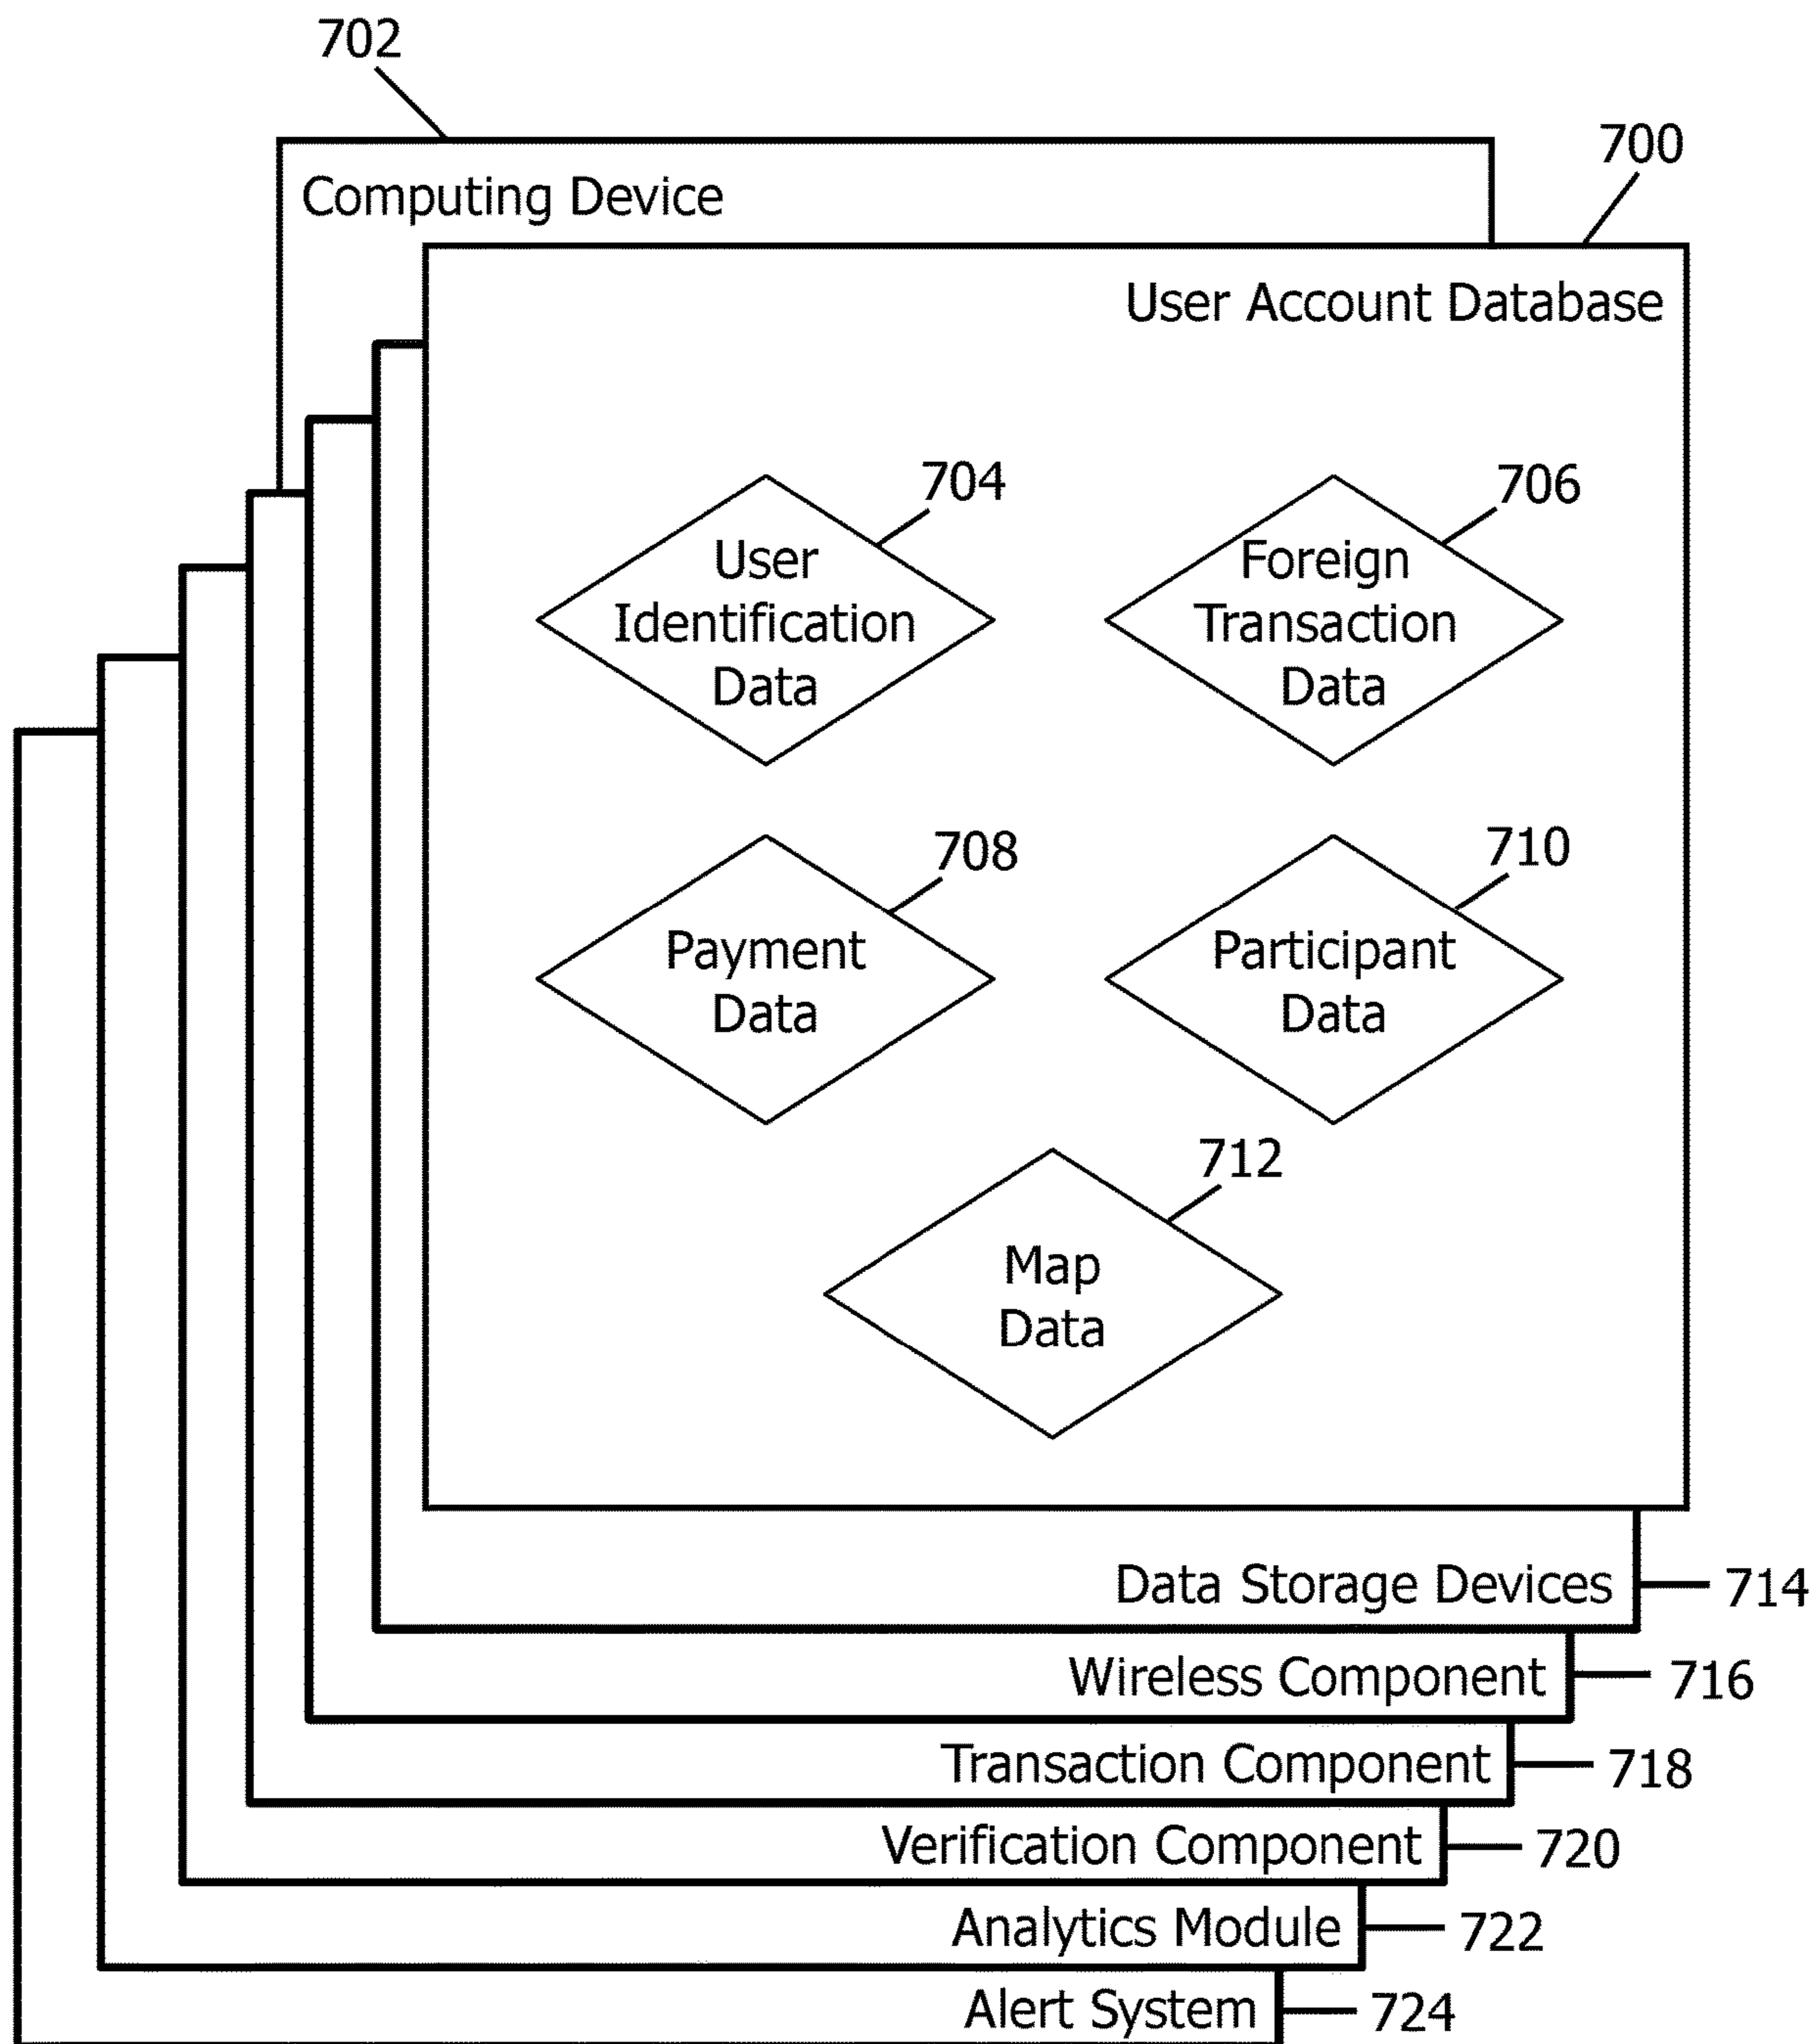 702
700
Computing Device
User Account Database
704
706
User
Identification
Data
Foreign
Transaction
Data
708
710
Payment
Data
Participant
Data
712
Map
Data
Data Storage Devices
714
Wireless Component
716
Transaction Component
718
Verification Component
720
Analytics Module
722
Alert System
724